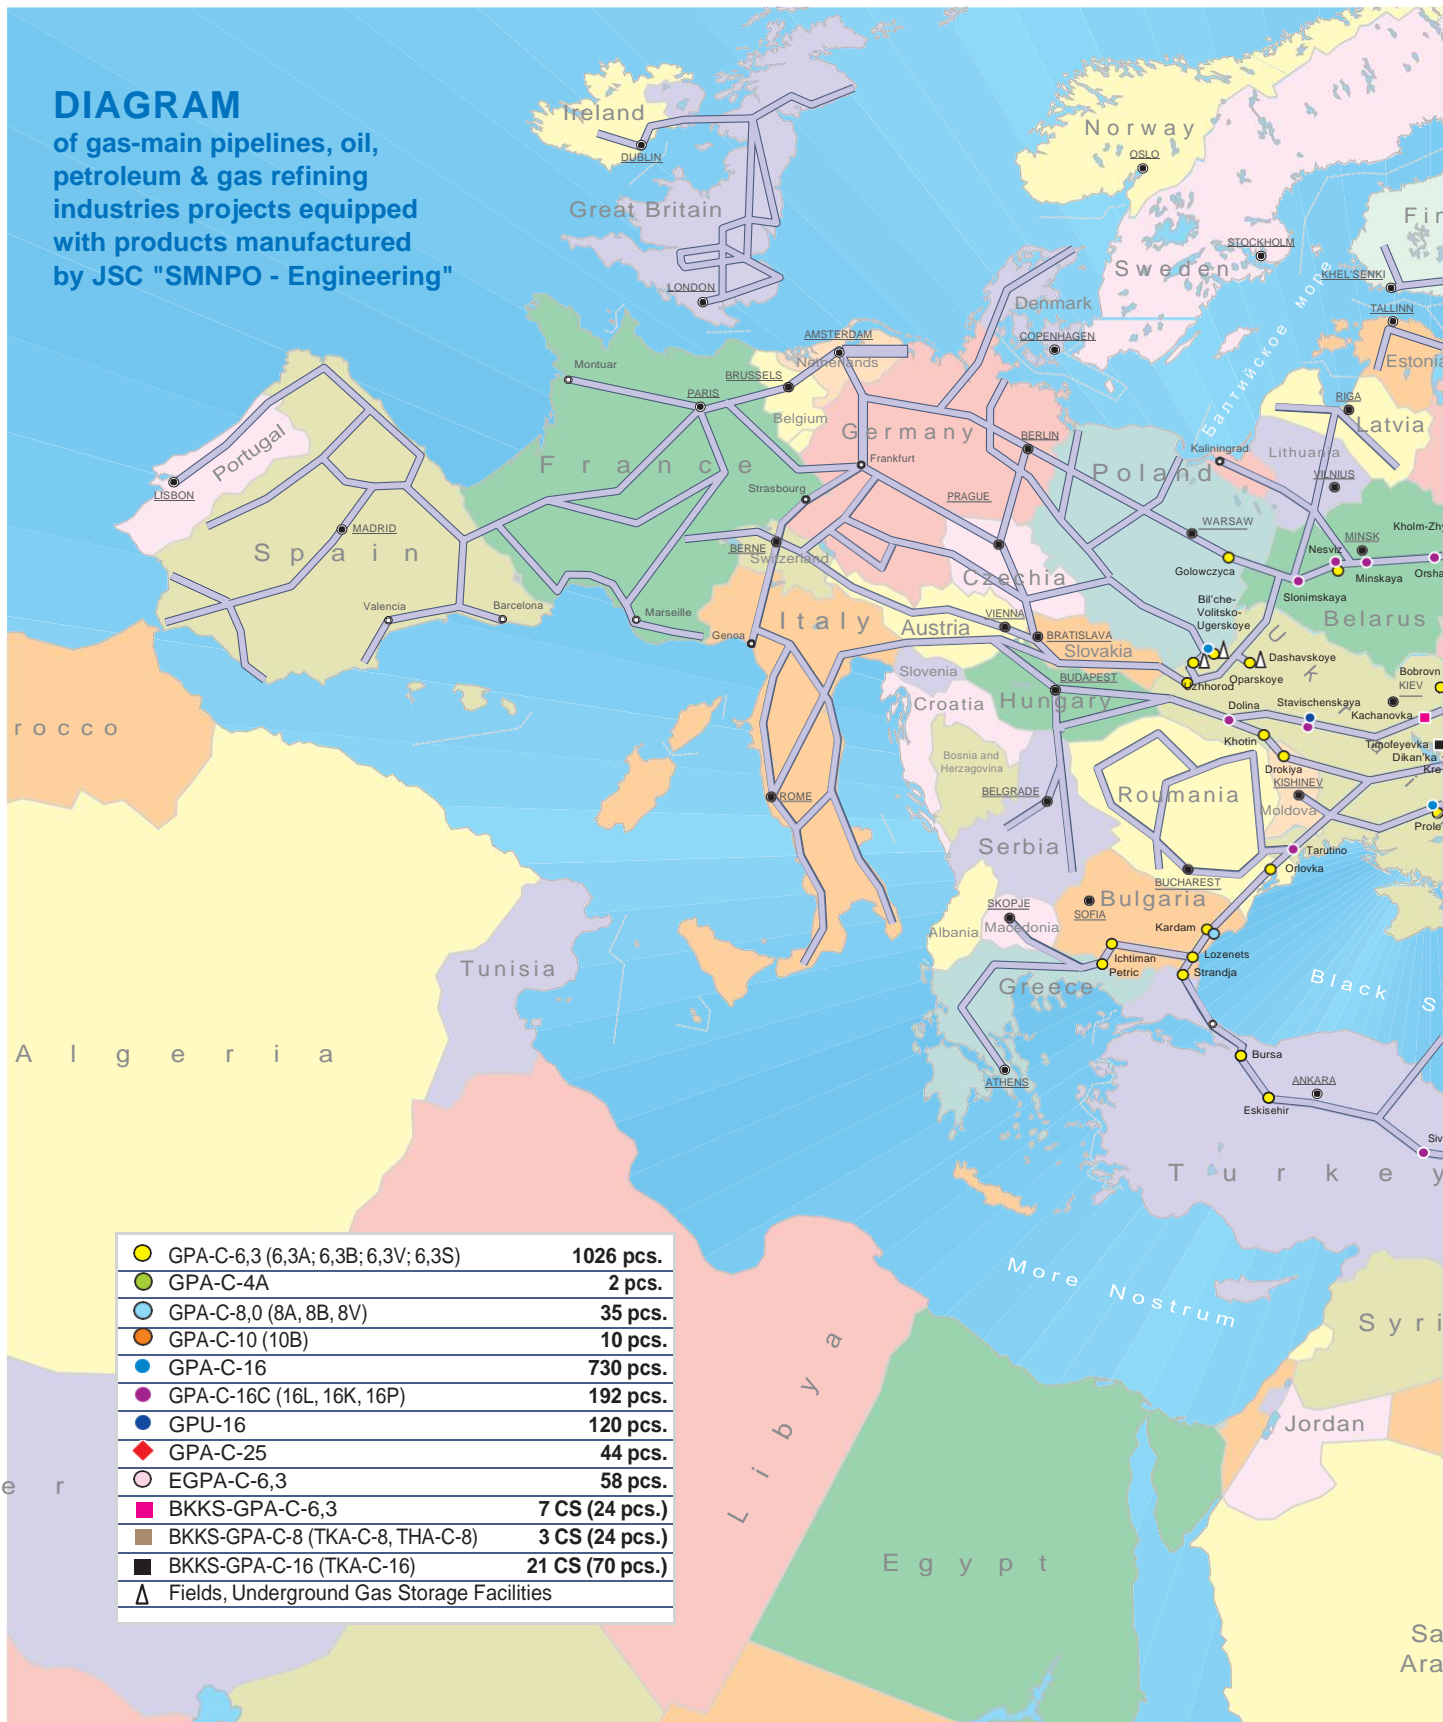 DIAGRAM
of gas-main pipelines, oil,
petroleum & gas refining
industries projects equipped
with products manufactured
by JSC "SMNPO - Engineering"
Ireland
DUBLIN
Great Britain
LONDON
Norway
OSLO
STOCKHOLM
Sweden
Fin
KHEL'SENKI
TALLINN
Estonia
Балтийское море
Denmark
COPENHAGEN
AMSTERDAM
Netherlands
BRUSSELS
Belgium
Montuar
PARIS
France
Germany
BERLIN
Frankfurt
Strasbourg
PRAGUE
Poland
Kaliningrad
Lithuania
VILNIUS
RIGA
Latvia
Portugal
LISBON
MADRID
Spain
Valencia
Barcelona
Marseille
BERNE
Switzerland
Genoa
Italy
ROME
Austria
VIENNA
Czechia
BRATISLAVA
Slovakia
WARSAW
Golowczyca
MINSK
Nesviz
Minskaya
Slonimskaya
Kholm-Zh
Orsha
Belarus
Bil'che-
Volitsko-
Ugerskoye
Dashavskoye
Oparskoye
Uzhhorod
Ukrai
Bobrovn
KIEV
Kachanovka
Timofeyevka
Dikan'ka
Kre
Prole
Dolina
Stavischenskaya
Khotin
Drokiya
KISHINEV
Moldova
Tarutino
Orlovka
Slovenia
Croatia
BUDAPEST
Hungary
Bosnia and
Herzagovina
BELGRADE
Serbia
Roumania
BUCHAREST
Bulgaria
SOFIA
SKOPJE
Macedonia
Albania
Kardam
Lozenets
Strandja
Ichtiman
Petric
Greece
ATHENS
Black S
Bursa
Eskisehir
ANKARA
Siv
Turkey
rocco
Algeria
Tunisia
Libya
Egypt
More Nostrum
Syri
Jordan
Sa
Ara
er
GPA-C-6,3 (6,3A; 6,3B; 6,3V; 6,3S) 1026 pcs.
GPA-C-4A 2 pcs.
GPA-C-8,0 (8A, 8B, 8V) 35 pcs.
GPA-C-10 (10B) 10 pcs.
GPA-C-16 730 pcs.
GPA-C-16C (16L, 16K, 16P) 192 pcs.
GPU-16 120 pcs.
GPA-C-25 44 pcs.
EGPA-C-6,3 58 pcs.
BKKS-GPA-C-6,3 7 CS (24 pcs.)
BKKS-GPA-C-8 (TKA-C-8, THA-C-8) 3 CS (24 pcs.)
BKKS-GPA-C-16 (TKA-C-16) 21 CS (70 pcs.)
Fields, Underground Gas Storage Facilities